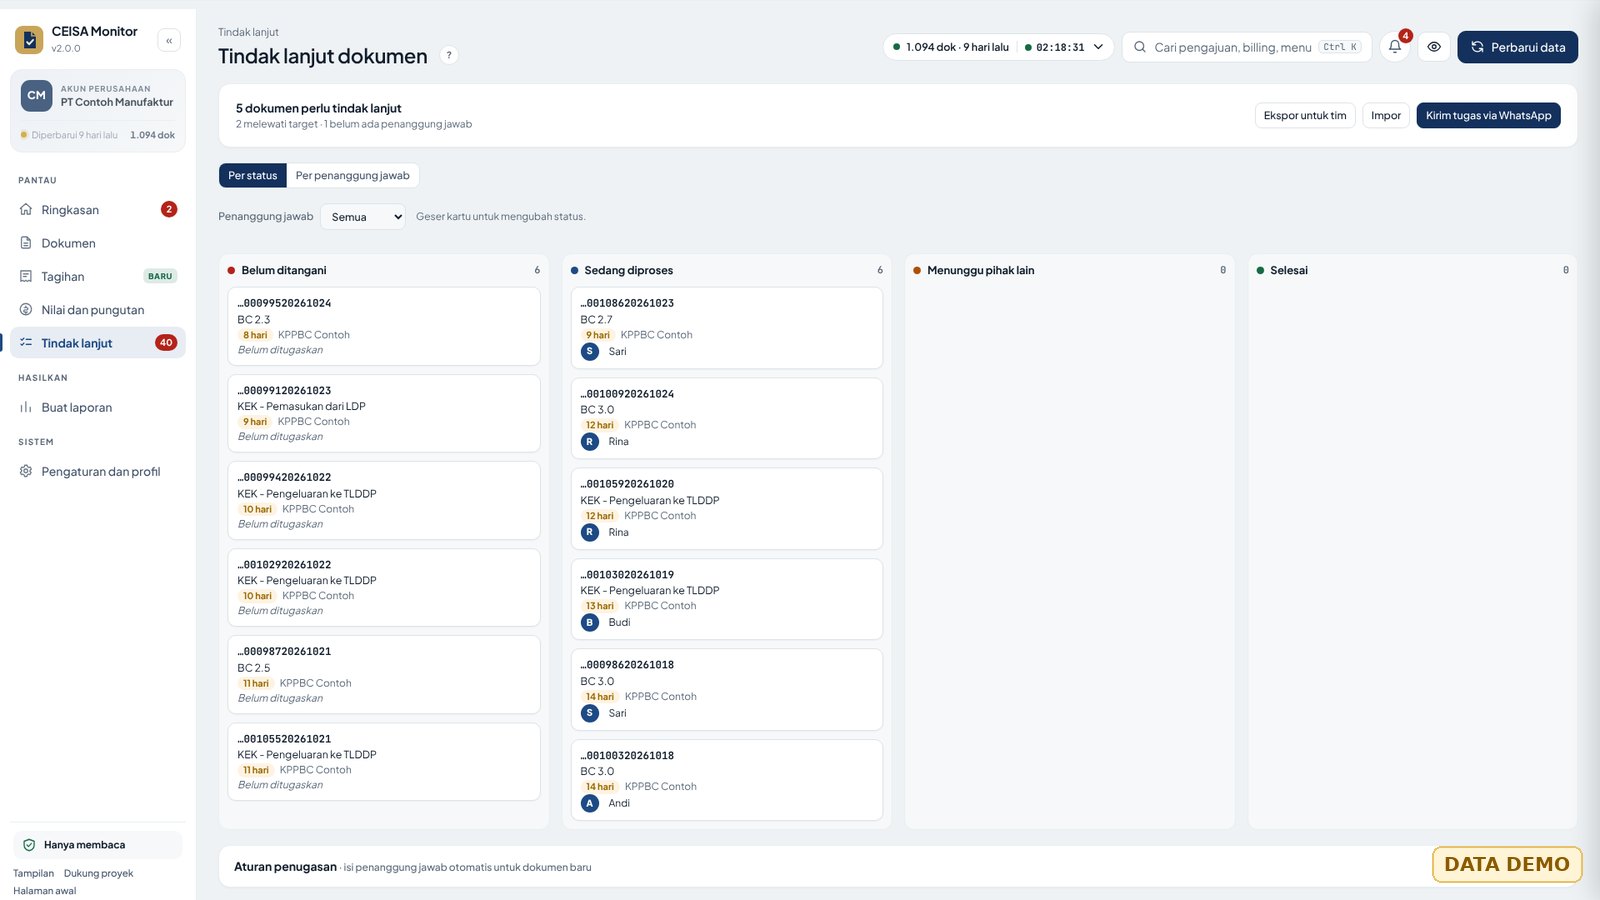 CEISA Monitor
v2.0.0
«
CM
AKUN PERUSAHAAN
PT Contoh Manufaktur
Diperbarui 9 hari lalu
1.094 dok
PANTAU
Ringkasan
2
Dokumen
Tagihan
BARU
Nilai dan pungutan
Tindak lanjut
40
HASILKAN
Buat laporan
SISTEM
Pengaturan dan profil
Hanya membaca
Tampilan
Dukung proyek
Halaman awal
Tindak lanjut
Tindak lanjut dokumen
?
1.094 dok · 9 hari lalu
02:18:31
Cari pengajuan, billing, menu
Ctrl K
4
Perbarui data
5 dokumen perlu tindak lanjut
2 melewati target · 1 belum ada penanggung jawab
Ekspor untuk tim
Impor
Kirim tugas via WhatsApp
Per status
Per penanggung jawab
Penanggung jawab
Semua
Geser kartu untuk mengubah status.
Belum ditangani
6
…00099520261024
BC 2.3
8 hari
KPPBC Contoh
Belum ditugaskan
…00099120261023
KEK - Pemasukan dari LDP
9 hari
KPPBC Contoh
Belum ditugaskan
…00099420261022
KEK - Pengeluaran ke TLDDP
10 hari
KPPBC Contoh
Belum ditugaskan
…00102920261022
KEK - Pengeluaran ke TLDDP
10 hari
KPPBC Contoh
Belum ditugaskan
…00098720261021
BC 2.5
11 hari
KPPBC Contoh
Belum ditugaskan
…00105520261021
KEK - Pengeluaran ke TLDDP
11 hari
KPPBC Contoh
Belum ditugaskan
Sedang diproses
6
…00108620261023
BC 2.7
9 hari
KPPBC Contoh
S
Sari
…00100920261024
BC 3.0
12 hari
KPPBC Contoh
R
Rina
…00105920261020
KEK - Pengeluaran ke TLDDP
12 hari
KPPBC Contoh
R
Rina
…00103020261019
KEK - Pengeluaran ke TLDDP
13 hari
KPPBC Contoh
B
Budi
…00098620261018
BC 3.0
14 hari
KPPBC Contoh
S
Sari
…00100320261018
BC 3.0
14 hari
KPPBC Contoh
A
Andi
Menunggu pihak lain
0
Selesai
0
Aturan penugasan · isi penanggung jawab otomatis untuk dokumen baru
DATA DEMO